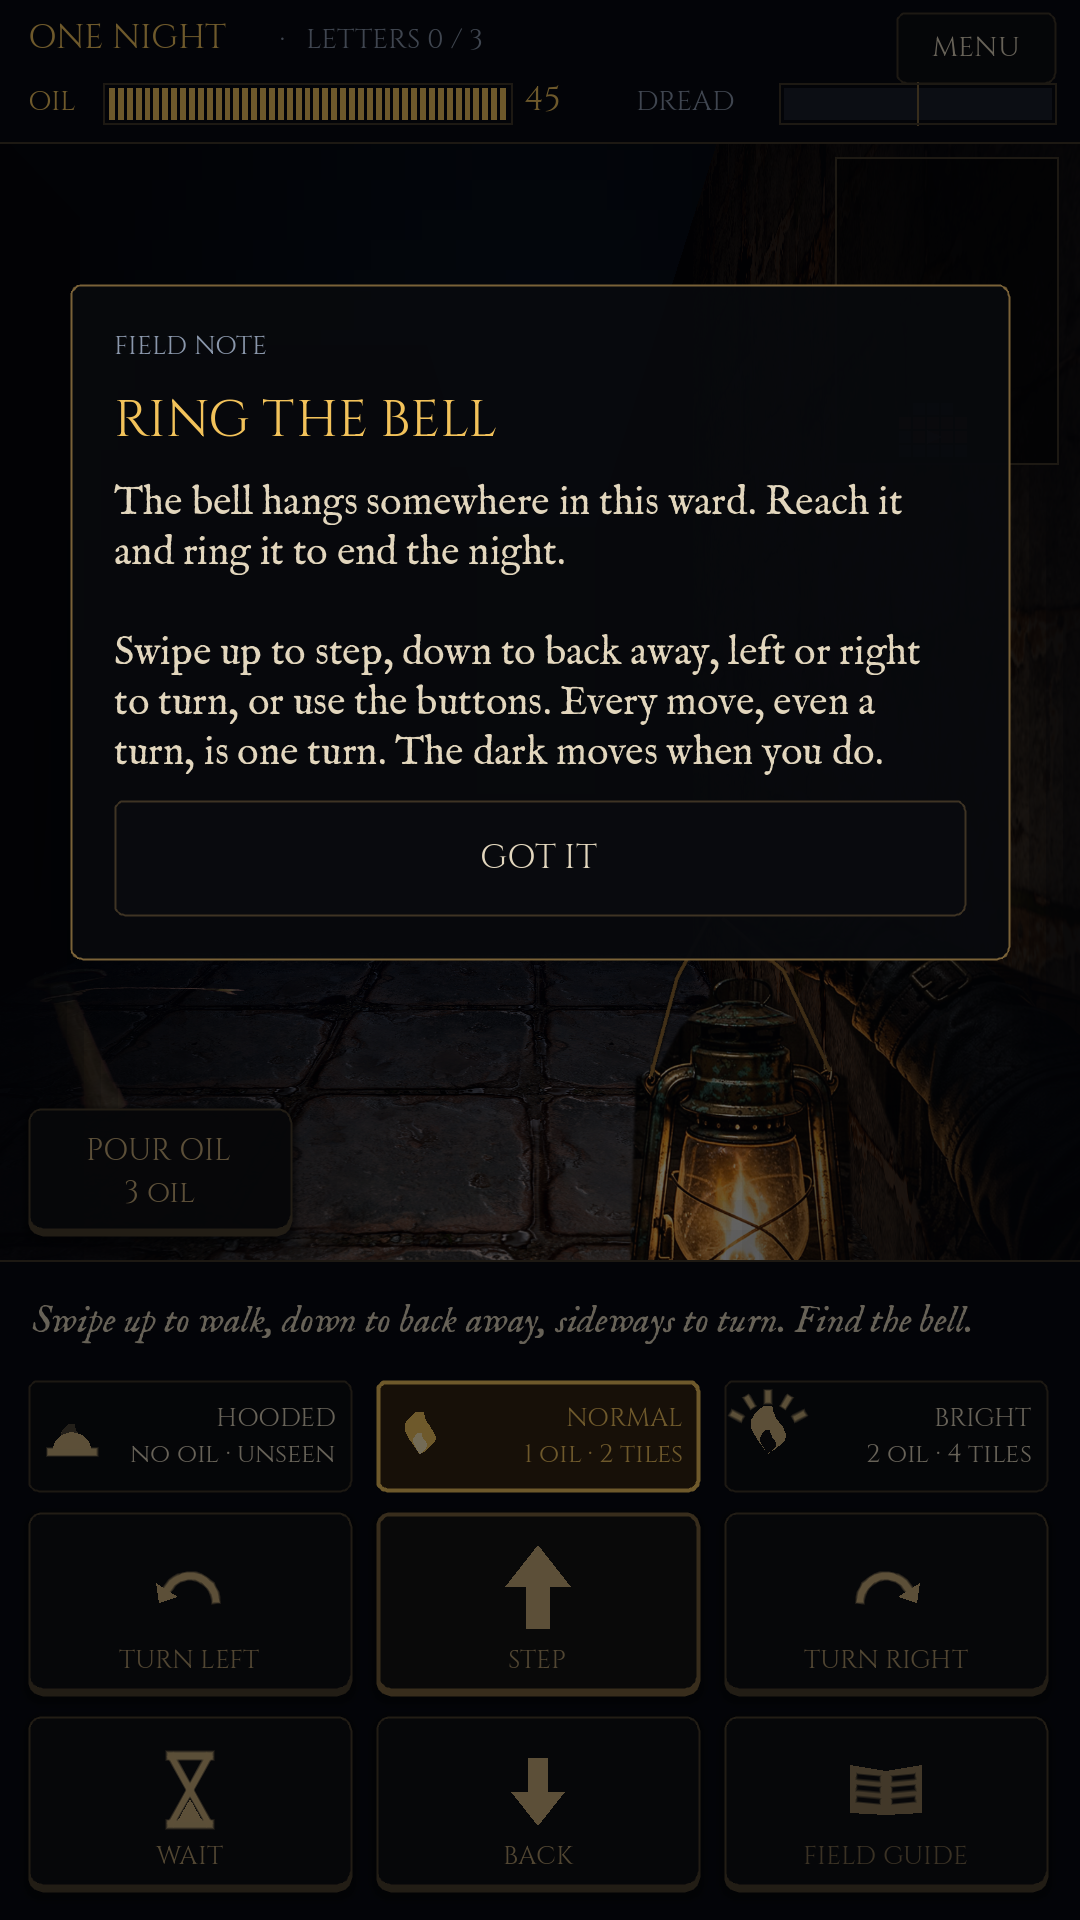 ONE NIGHT · LETTERS 0 / 3
MENU
OIL 45 DREAD
FIELD NOTE
RING THE BELL
The bell hangs somewhere in this ward. Reach it
and ring it to end the night.
Swipe up to step, down to back away, left or right
to turn, or use the buttons. Every move, even a
turn, is one turn. The dark moves when you do.
GOT IT
POUR OIL
3 OIL
Swipe up to walk, down to back away, sideways to turn. Find the bell.
HOODED
NO OIL · UNSEEN
NORMAL
1 OIL · 2 TILES
BRIGHT
2 OIL · 4 TILES
TURN LEFT
STEP
TURN RIGHT
WAIT
BACK
FIELD GUIDE